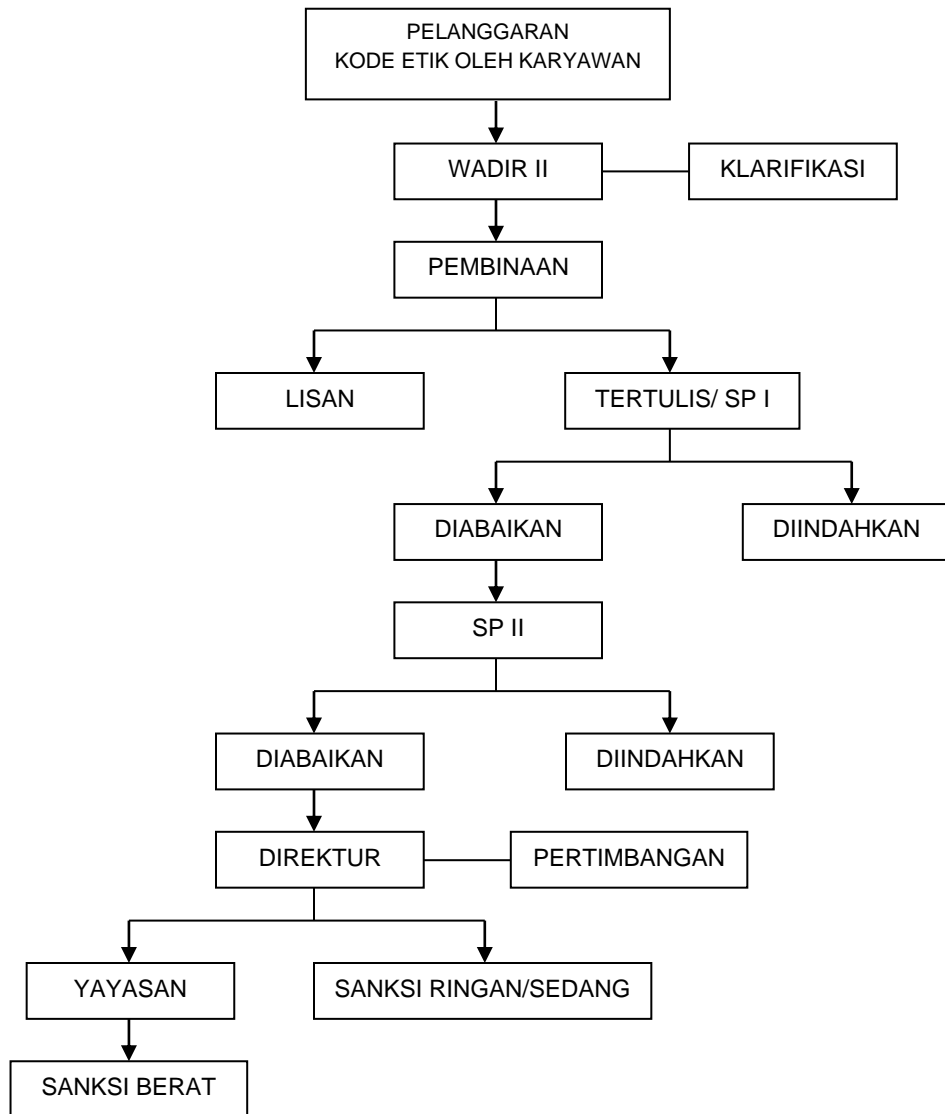 PELANGGARAN
KODE ETIK OLEH KARYAWAN
WADIR II
KLARIFIKASI
PEMBINAAN
LISAN
TERTULIS/ SP I
DIABAIKAN
DIINDAHKAN
SP II
DIABAIKAN
DIINDAHKAN
DIREKTUR
PERTIMBANGAN
YAYASAN
SANKSI RINGAN/SEDANG
SANKSI BERAT